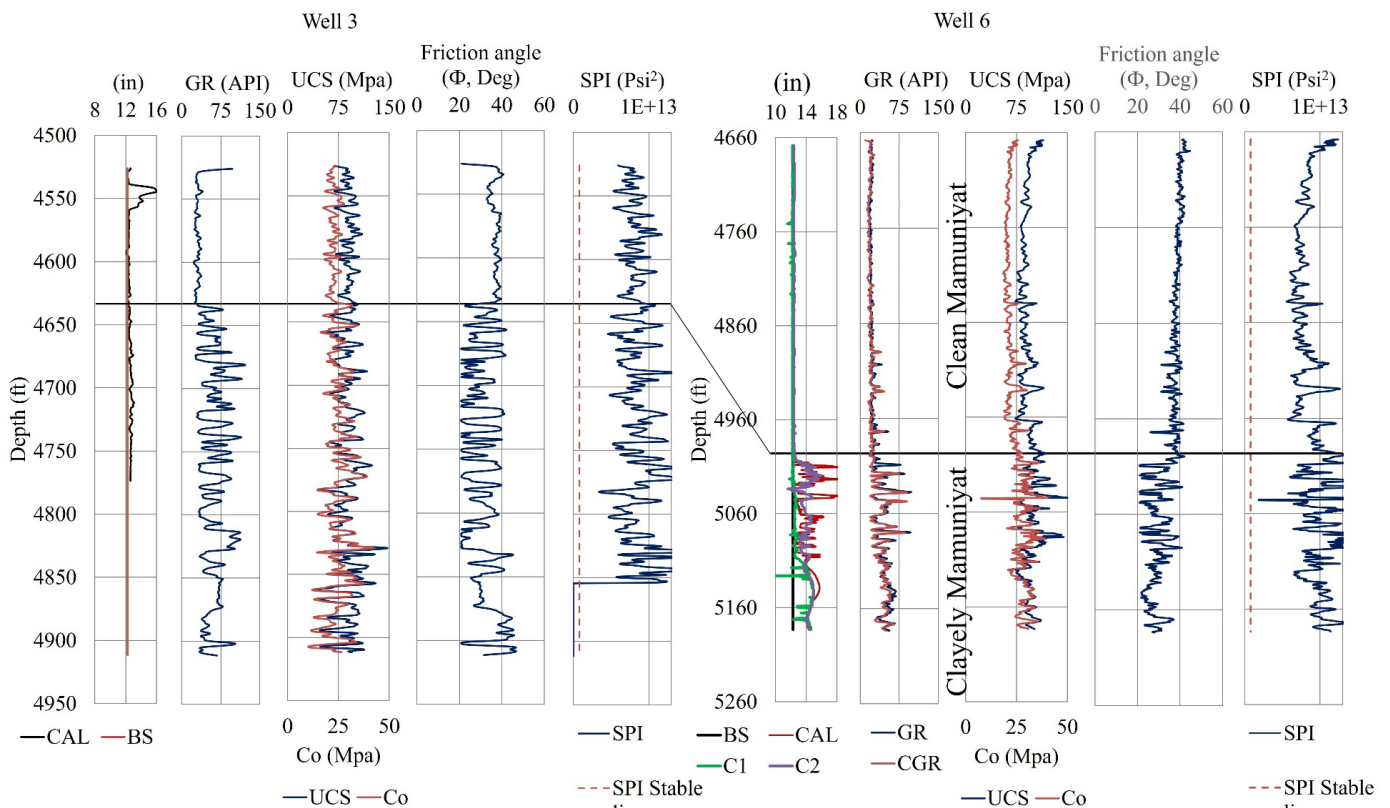 Well 3
Well 6
(in)
8 12 16
GR (API)
0 75 150
UCS (Mpa)
0 75 150
Friction angle
(Φ, Deg)
0 20 40 60
SPI (Psi²)
0 1E+13
(in)
10 14 18
GR (API)
0 75 150
UCS (Mpa)
0 75 150
Friction angle
(Φ, Deg)
0 20 40 60
SPI (Psi²)
0 1E+13
Depth (ft)
4500
4550
4600
4650
4700
4750
4800
4850
4900
4950
Depth (ft)
4660
4760
4860
4960
5060
5160
5260
Clean Mamuniyat
Clayely Mamuniyat
CAL BS
0 25 50
Co (Mpa)
UCS Co
SPI
SPI Stable
BS CAL
C1 C2
GR
CGR
0 25 50
Co (Mpa)
UCS Co
SPI
SPI Stable